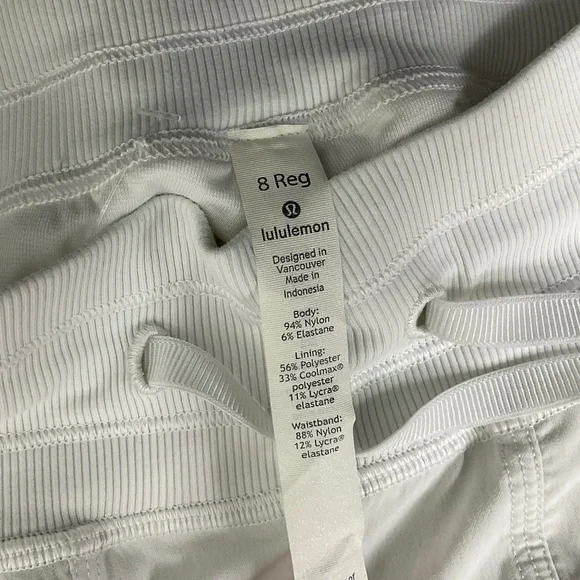 8 Reg
lululemon
Designed in
Vancouver
Made in
Indonesia
Body:
94% Nylon
6% Elastane
Lining:
56% Polyester
33% Coolmax®
polyester
11% Lycra®
elastane
Waistband:
88% Nylon
12% Lycra®
elastane